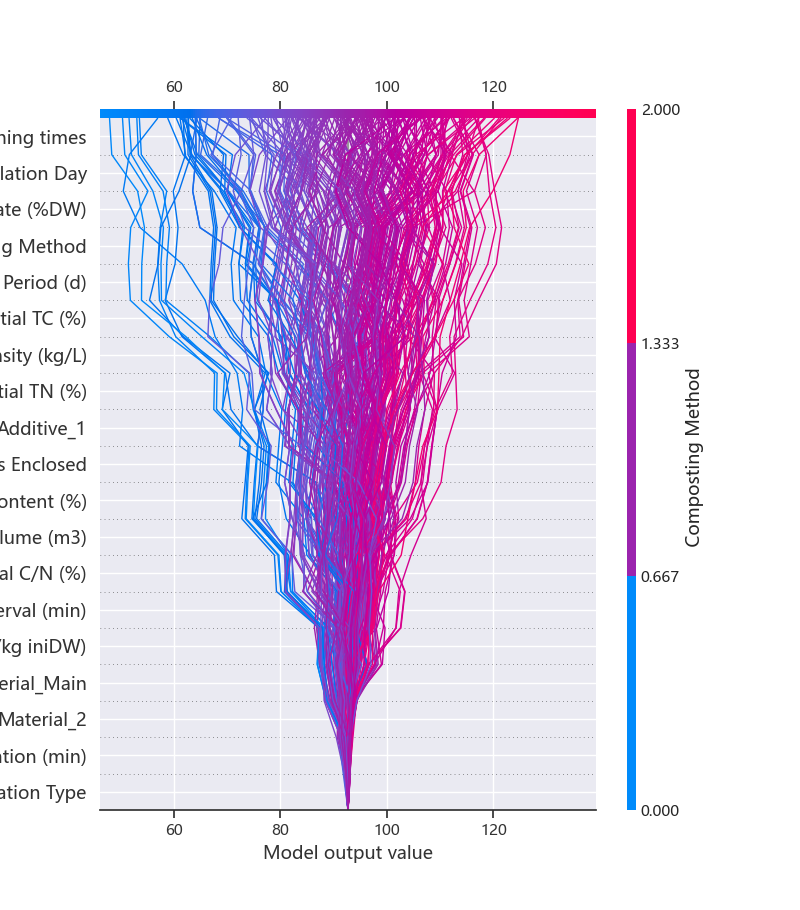 60 80 100 120
2.000
ning times
lation Day
ate (%DW)
g Method
Period (d)
tial TC (%)
1.333
nsity (kg/L)
tial TN (%)
Additive_1
s Enclosed
ontent (%)
lume (m3)
al C/N (%)
0.667
erval (min)
/kg iniDW)
erial_Main
Material_2
ation (min)
ation Type
0.000
60 80 100 120
Model output value
Composting Method